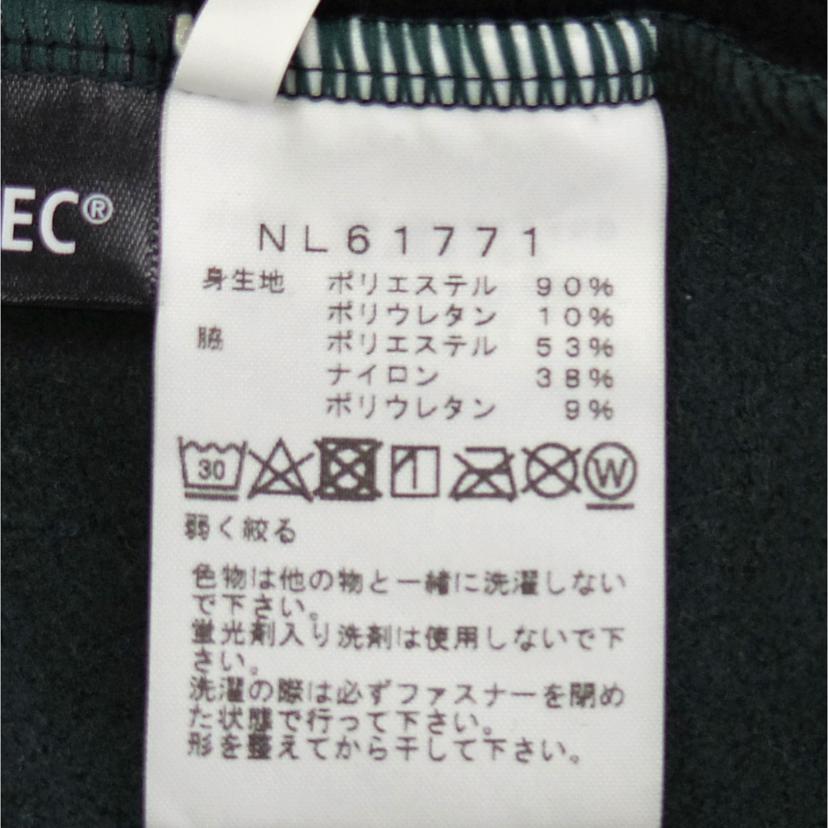 EC®
NL61771
身生地 ポリエステル 90%
ポリウレタン 10%
脇 ポリエステル 53%
ナイロン 38%
ポリウレタン 9%
30
W
弱く絞る
色物は他の物と一緒に洗濯しない
で下さい。
蛍光剤入り洗剤は使用しないで下
さい。
洗濯の際は必ずファスナーを閉め
た状態で行って下さい。
形を整えてから干して下さい。